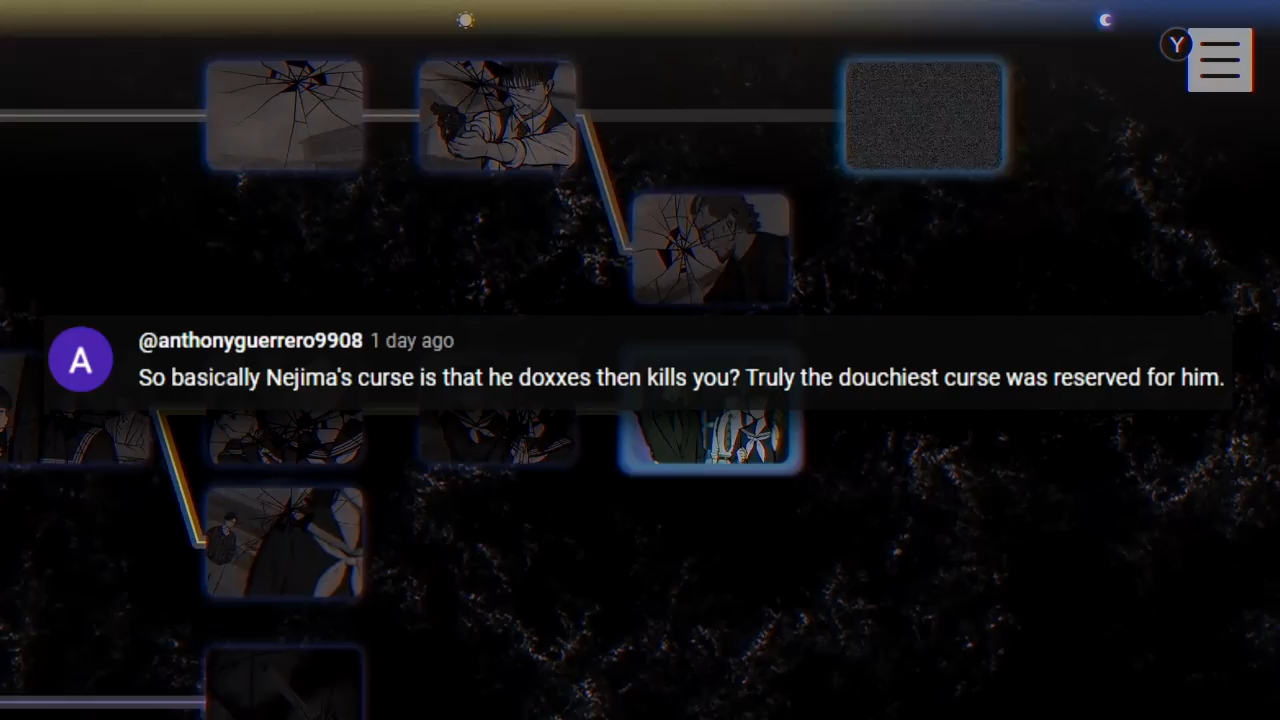 Y
@anthonyguerrero9908 1 day ago
A
So basically Nejima's curse is that he doxxes then kills you? Truly the douchiest curse was reserved for him.